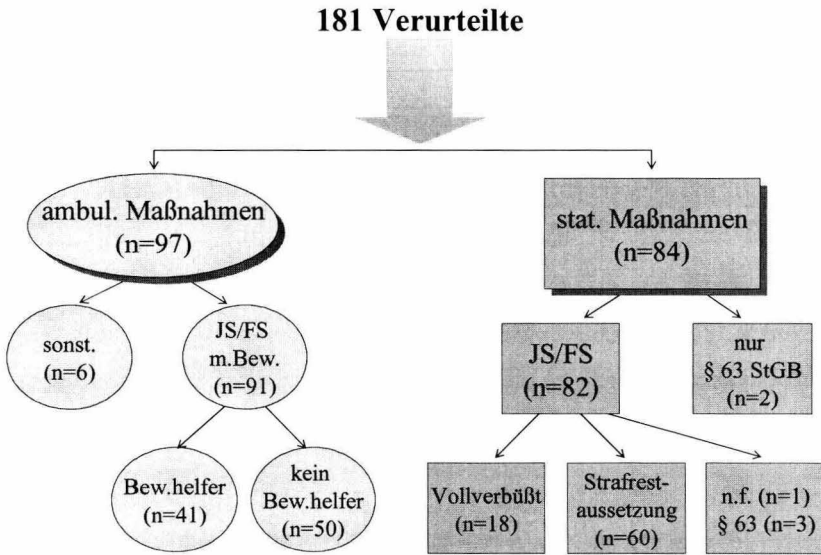 181 Verurteilte
ambul. Maßnahmen
(n=97)
stat. Maßnahmen
(n=84)
sonst.
(n=6)
JS/FS
m.Bew.
(n=91)
JS/FS
(n=82)
nur
§ 63 StGB
(n=2)
Bew.helfer
(n=41)
kein
Bew.helfer
(n=50)
Vollverbüßt
(n=18)
Strafrest-
aussetzung
(n=60)
n.f. (n=1)
§ 63 (n=3)